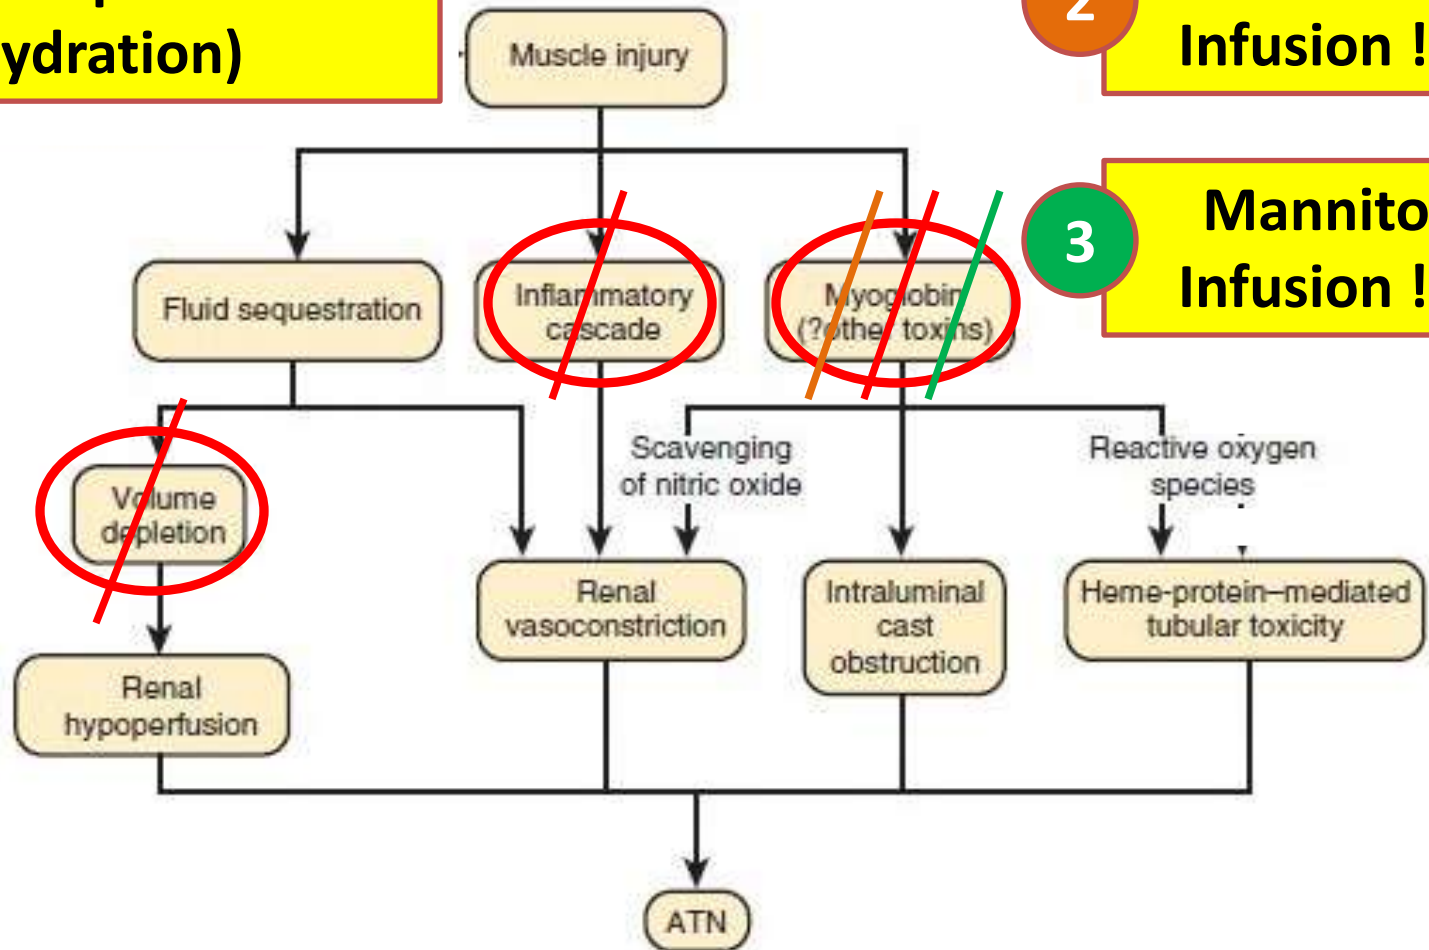 ydration)
2
Infusion !
Muscle injury
3
Mannito
Infusion !
Fluid sequestration
Inflammatory
cascade
Myoglobin
(?other toxins)
Scavenging
of nitric oxide
Reactive oxygen
species
Volume
depletion
Renal
vasoconstriction
Intraluminal
cast
obstruction
Heme-protein–mediated
tubular toxicity
Renal
hypoperfusion
ATN